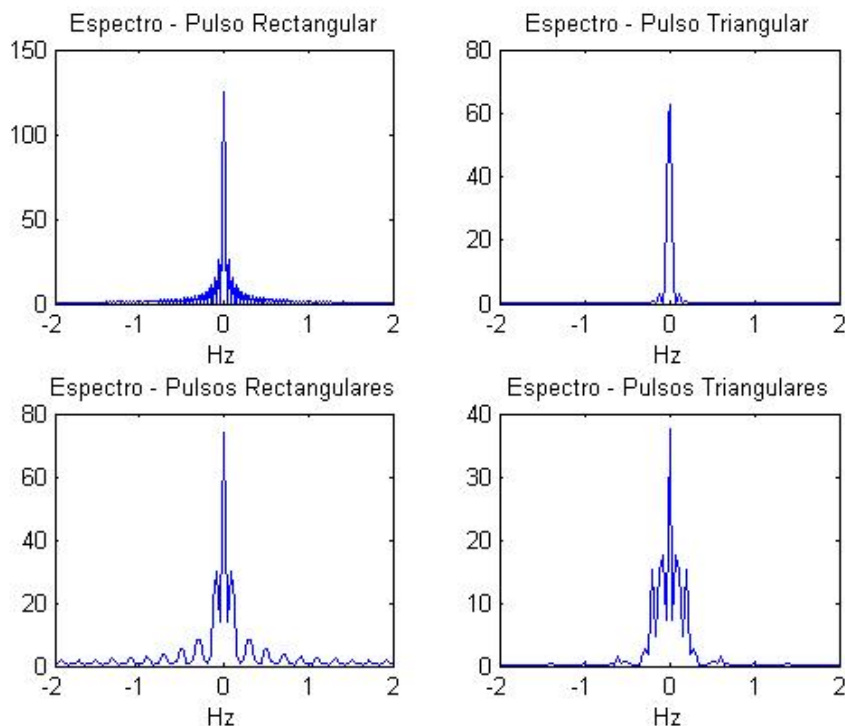 Espectro - Pulso Rectangular
150
100
50
0
-2 -1 0 1 2
Hz
Espectro - Pulso Triangular
80
60
40
20
0
-2 -1 0 1 2
Hz
Espectro - Pulsos Rectangulares
80
60
40
20
0
-2 -1 0 1 2
Hz
Espectro - Pulsos Triangulares
40
30
20
10
0
-2 -1 0 1 2
Hz